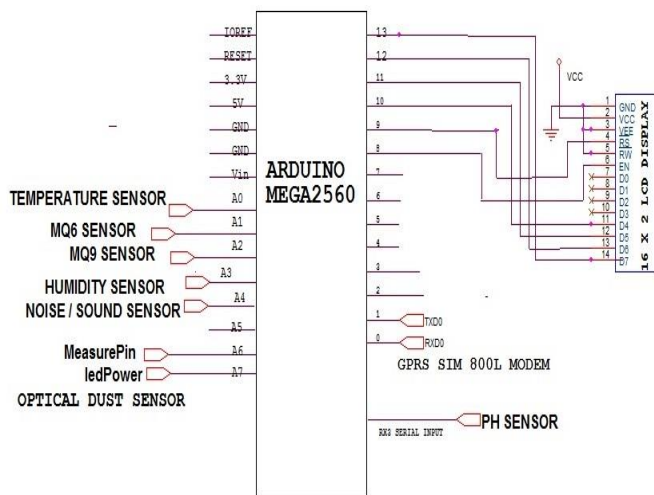 IOREF
RESET
3.3V
5V
GND
GND
Vin
TEMPERATURE SENSOR
A0
MQ6 SENSOR
A1
MQ9 SENSOR
A2
HUMIDITY SENSOR
A3
NOISE / SOUND SENSOR
A4
A5
MeasurePin
A6
ledPower
A7
OPTICAL DUST SENSOR
ARDUINO
MEGA2560
13
12
11
10
9
8
7
6
5
4
3
2
1
TXD0
0
RXD0
GPRS SIM 800L MODEM
RX3 SERIAL INPUT
PH SENSOR
VCC
1 GND
2 VCC
3 VEE
4 RS
5 RW
6 EN
7 D0
8 D1
9 D2
10 D3
11 D4
12 D5
13 D6
14 D7
16 X 2 LCD DISPLAY